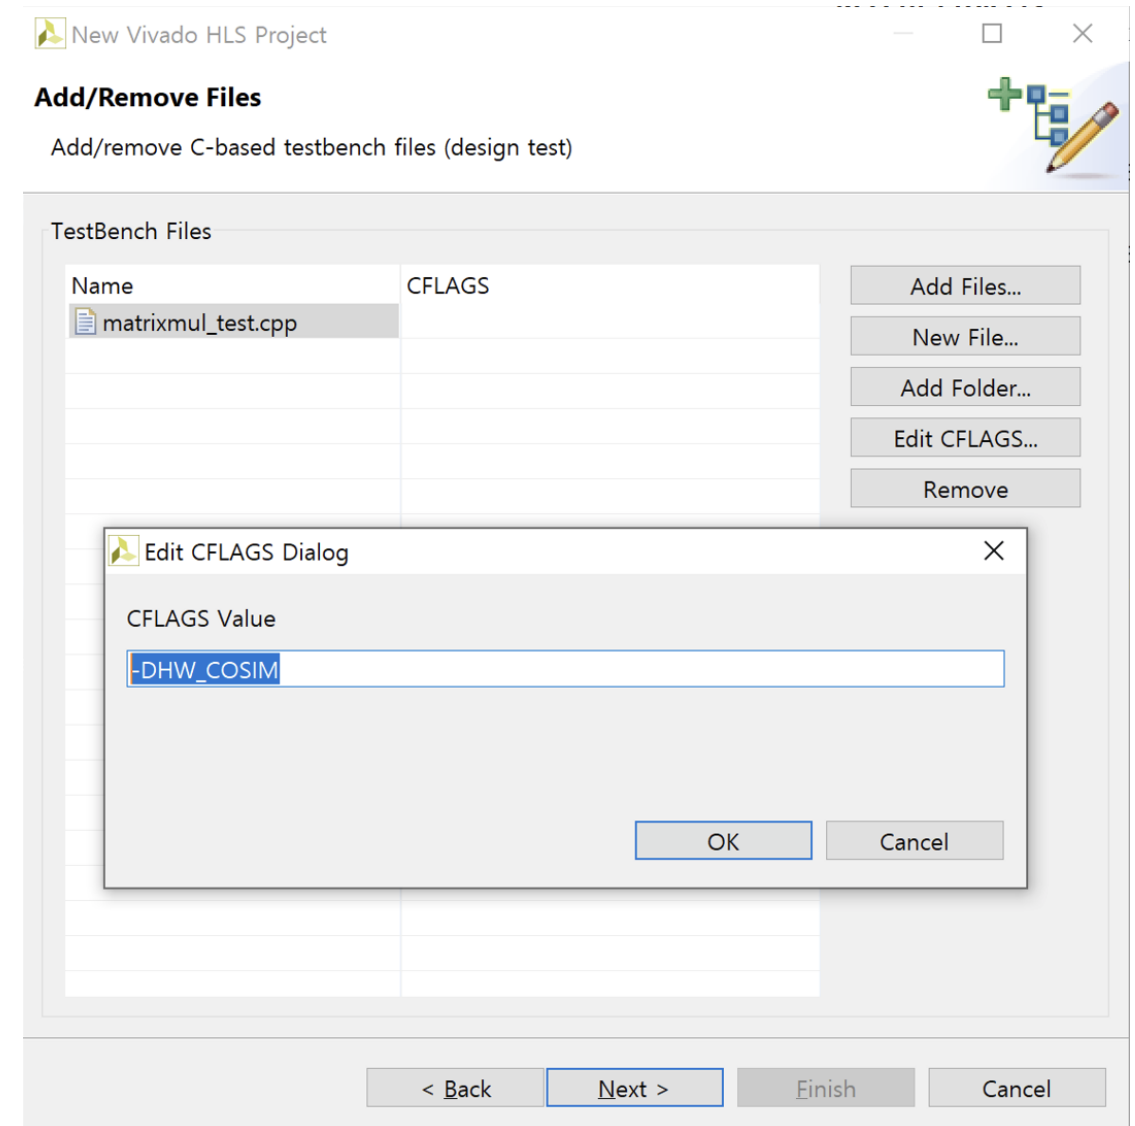 New Vivado HLS Project
Add/Remove Files
Add/remove C-based testbench files (design test)
TestBench Files
Name CFLAGS
matrixmul_test.cpp
Add Files...
New File...
Add Folder...
Edit CFLAGS...
Remove
Edit CFLAGS Dialog
CFLAGS Value
-DHW_COSIM
OK Cancel
< Back Next > Finish Cancel